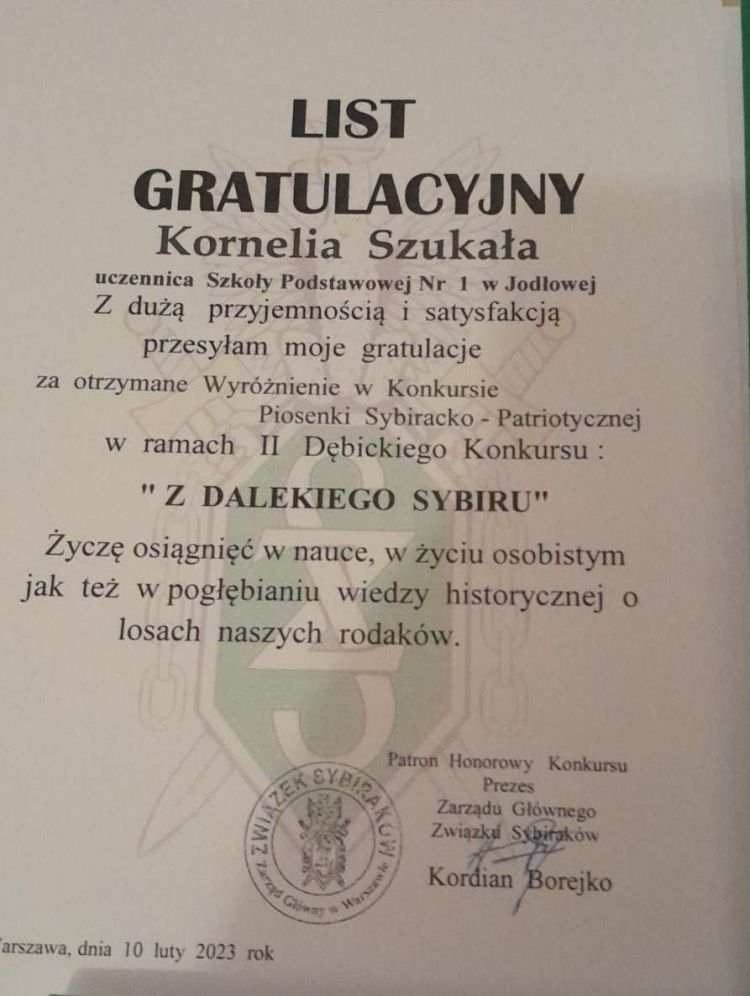 LIST
GRATULACYJNY
Kornelia Szukała
uczennica Szkoły Podstawowej Nr 1 w Jodłowej
Z dużą przyjemnością i satysfakcją
przesyłam moje gratulacje
za otrzymane Wyróżnienie w Konkursie
Piosenki Sybiracko - Patriotycznej
w ramach II Dębickiego Konkursu :
" Z DALEKIEGO SYBIRU"
Życzę osiągnięć w nauce, w życiu osobistym
jak też w pogłębianiu wiedzy historycznej o
losach naszych rodaków.
Patron Honorowy Konkursu
Prezes
Zarządu Głównego
Związku Sybiraków
Kordian Borejko
ZWIĄZEK SYBIRAKÓW
Zarząd Główny w Warszawie
arszawa, dnia 10 luty 2023 rok